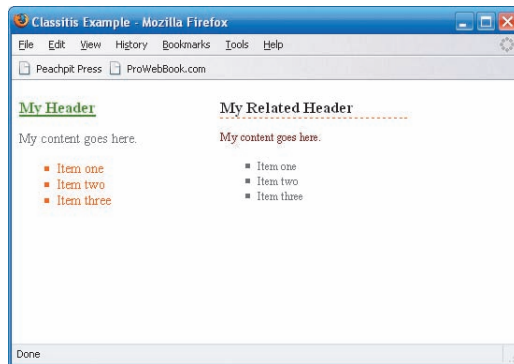 Classitis Example - Mozilla Firefox
File Edit View History Bookmarks Tools Help
Peachpit Press ProWebBook.com
My Header
My content goes here.
Item one
Item two
Item three
My Related Header
My content goes here.
Item one
Item two
Item three
Done